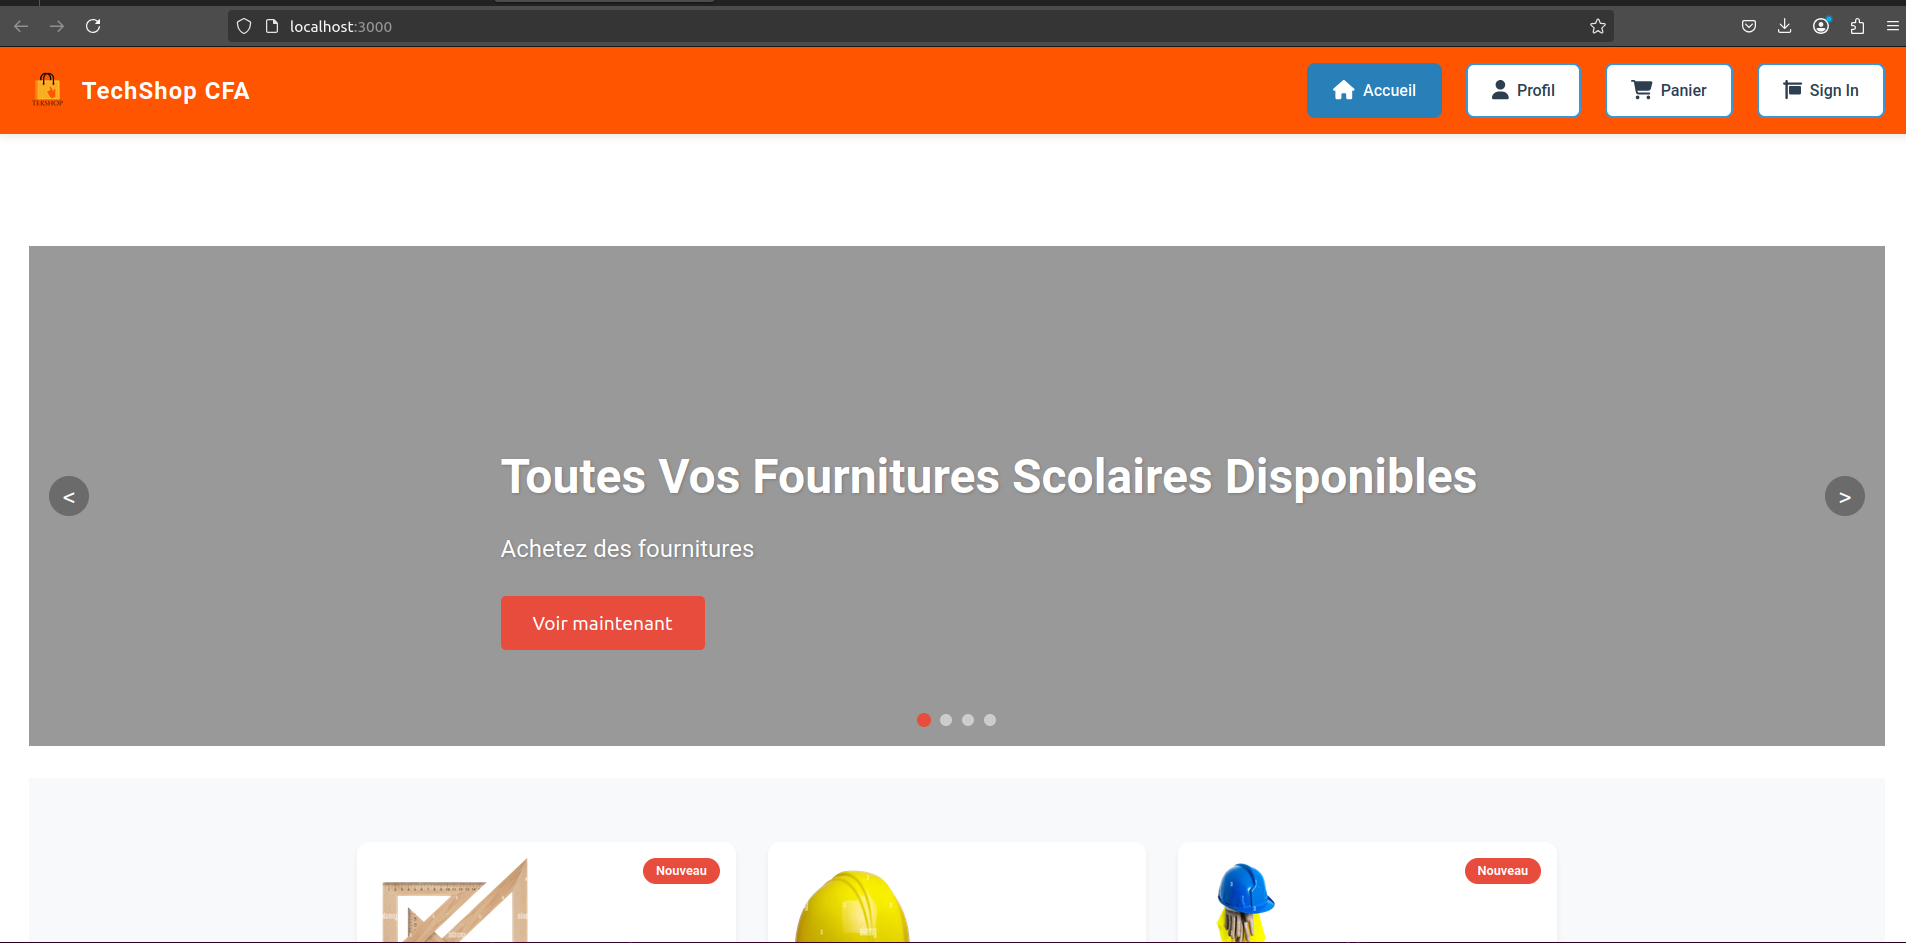 localhost:3000
TERSHOP
TechShop CFA
Accueil
Profil
Panier
Sign In
Toutes Vos Fournitures Scolaires Disponibles
<
>
Achetez des fournitures
Voir maintenant
Nouveau
Nouveau